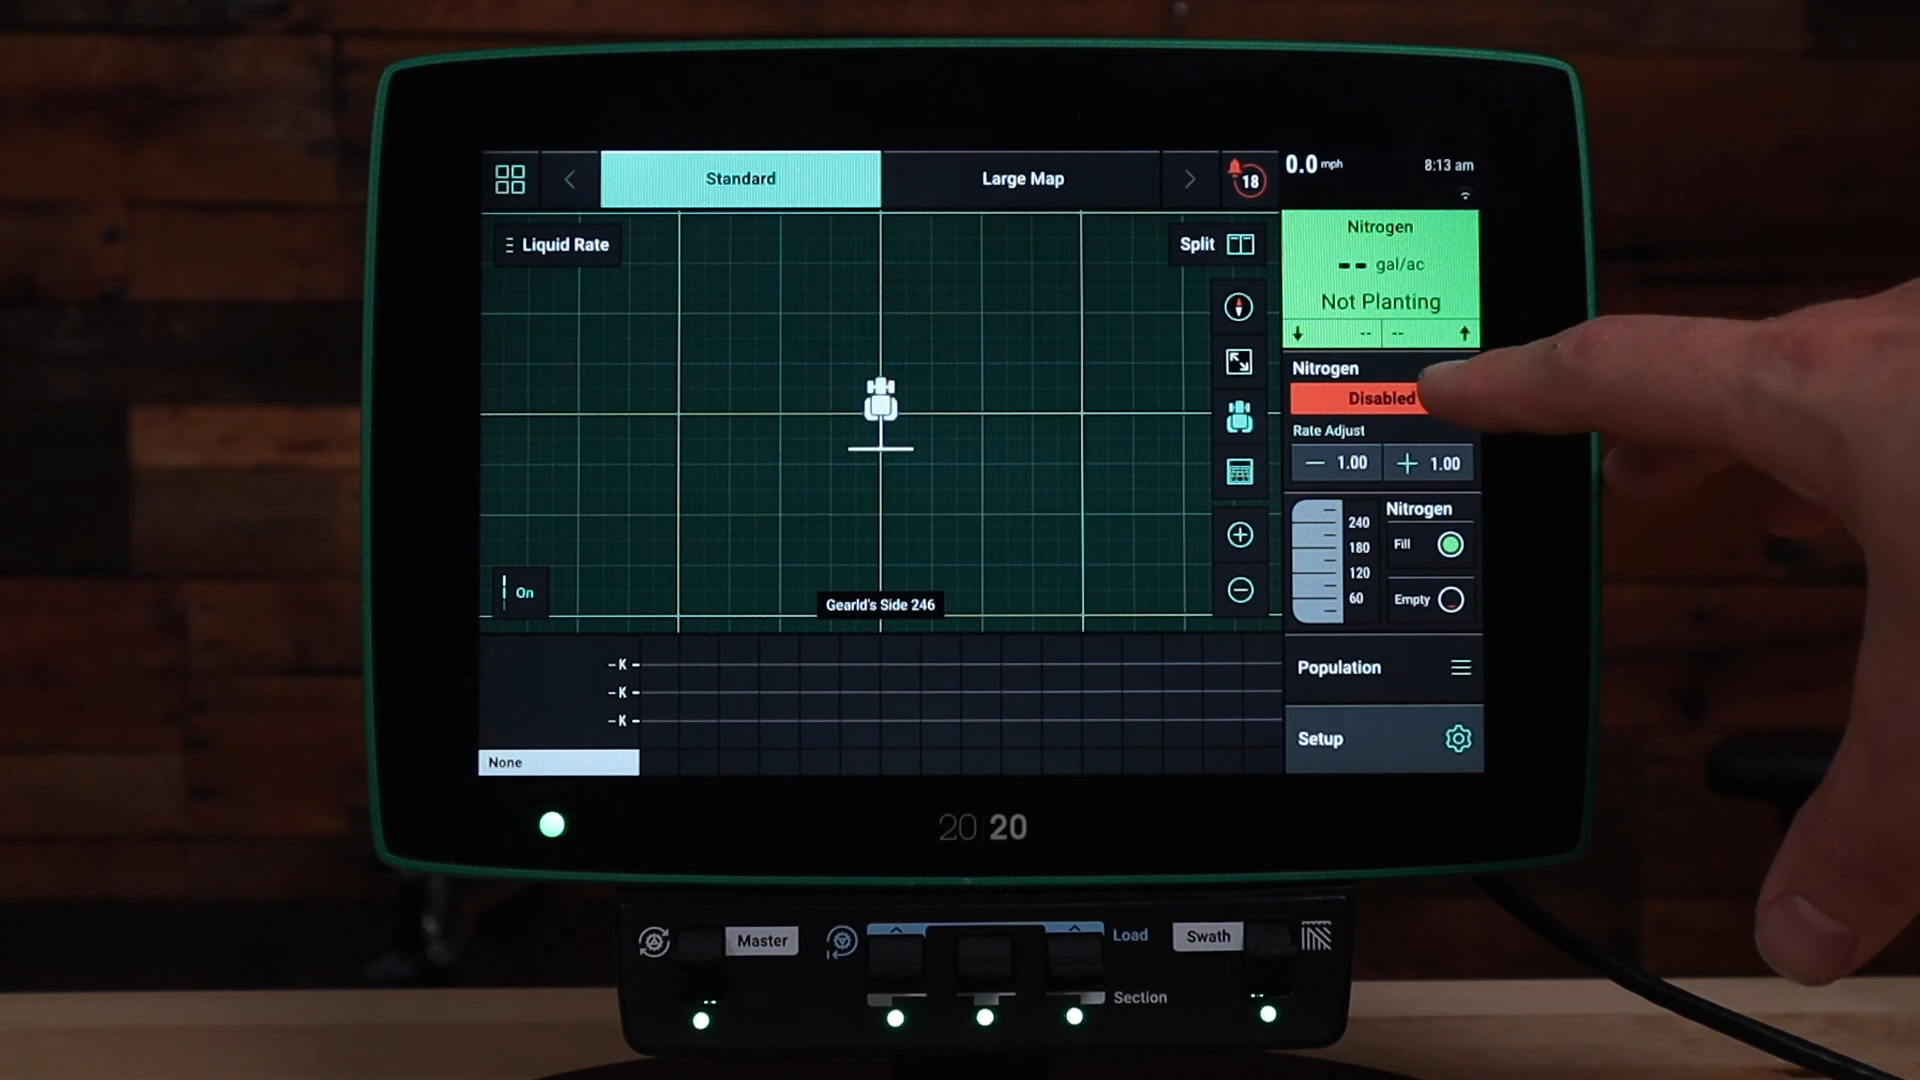 Standard
Large Map
18
0.0 mph
8:13 am
Liquid Rate
Split
Nitrogen
-- gal/ac
Not Planting
-- --
Nitrogen
Disabled
Rate Adjust
− 1.00 + 1.00
Nitrogen
240
180
120
60
Fill
Empty
On
Gearld's Side 246
–K
–K
–K
None
Population
Setup
20|20
Master
Load
Section
Swath